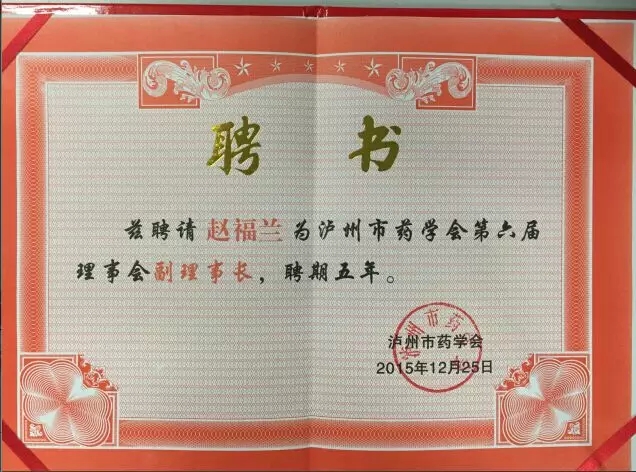 聘书
兹聘请赵福兰为泸州市药学会第六届
理事会副理事长，聘期五年。
泸州市药学会
2015年12月25日